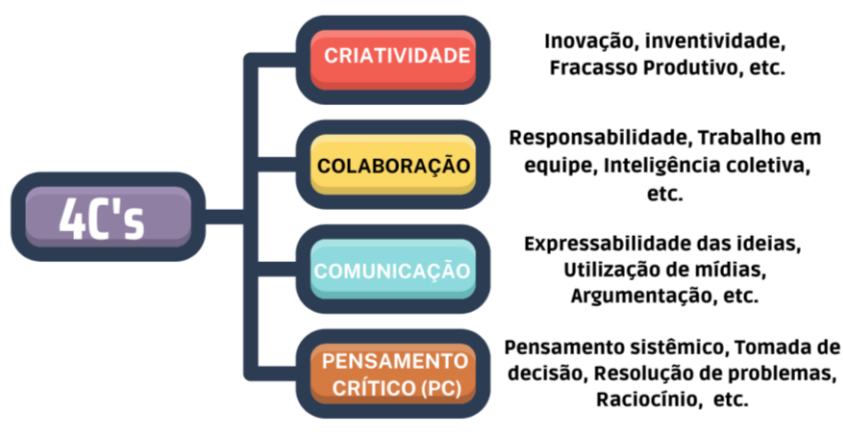 4C's
CRIATIVIDADE
Inovação, inventividade,
Fracasso Produtivo, etc.
COLABORAÇÃO
Responsabilidade, Trabalho em
equipe, Inteligência coletiva,
etc.
COMUNICAÇÃO
Expressabilidade das ideias,
Utilização de mídias,
Argumentação, etc.
PENSAMENTO
CRÍTICO (PC)
Pensamento sistêmico, Tomada de
decisão, Resolução de problemas,
Raciocínio, etc.